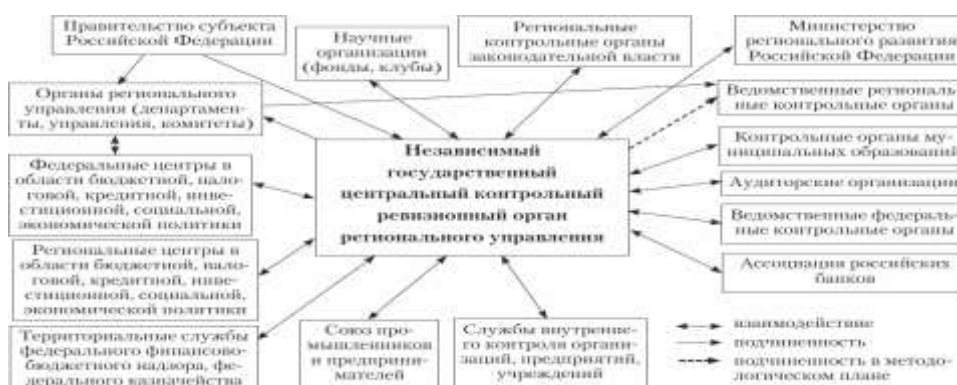 Правительство субъекта
Российской Федерации
Научные
организации
(фонды, клубы)
Региональные
контрольные органы
законодательной власти
Министерство
регионального развития
Российской Федерации
Органы регионального
управления (департамен-
ты, управления, комитеты)
Ведомственные региональ-
ные контрольные органы
Федеральные центры в
области бюджетной, нало-
говой, кредитной, инве-
стиционной, социальной,
экономической политики
Независимый
государственный
центральный контрольный
ревизионный орган
регионального управления
Контрольные органы му-
ниципальных образований
Аудиторские организации
Ведомственные федераль-
ные контрольные органы
Региональные центры в
области бюджетной, нало-
говой, кредитной, инве-
стиционной, социальной,
экономической политики
Ассоциации российских
банков
Территориальные службы
федерального финансово-
бюджетного надзора, фе-
дерального казначейства
Союз про-
мышленников
и предприни-
мателей
Службы внутренне-
го контроля органи-
заций, предприятий,
учреждений
взаимодействие
подчиненность
подчиненность в методо-
логическом плане